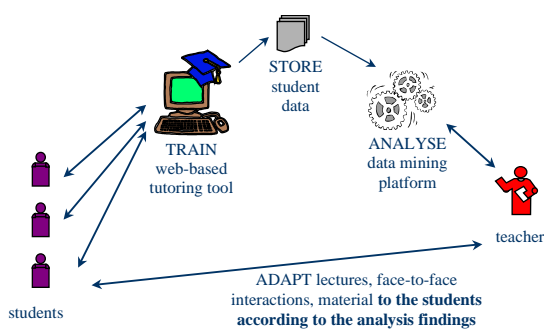 STORE
student
data
TRAIN
web-based
tutoring tool
ANALYSE
data mining
platform
teacher
students
ADAPT lectures, face-to-face
interactions, material to the students
according to the analysis findings